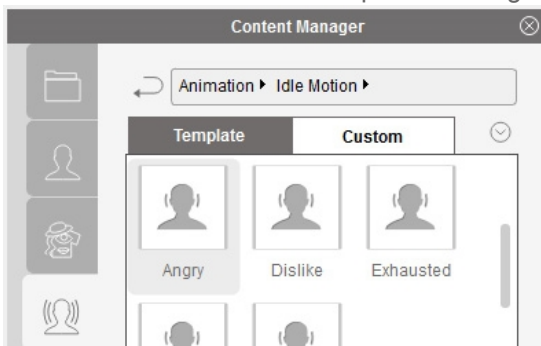 Content Manager
Animation ▸ Idle Motion ▸
Template Custom
Angry Dislike Exhausted